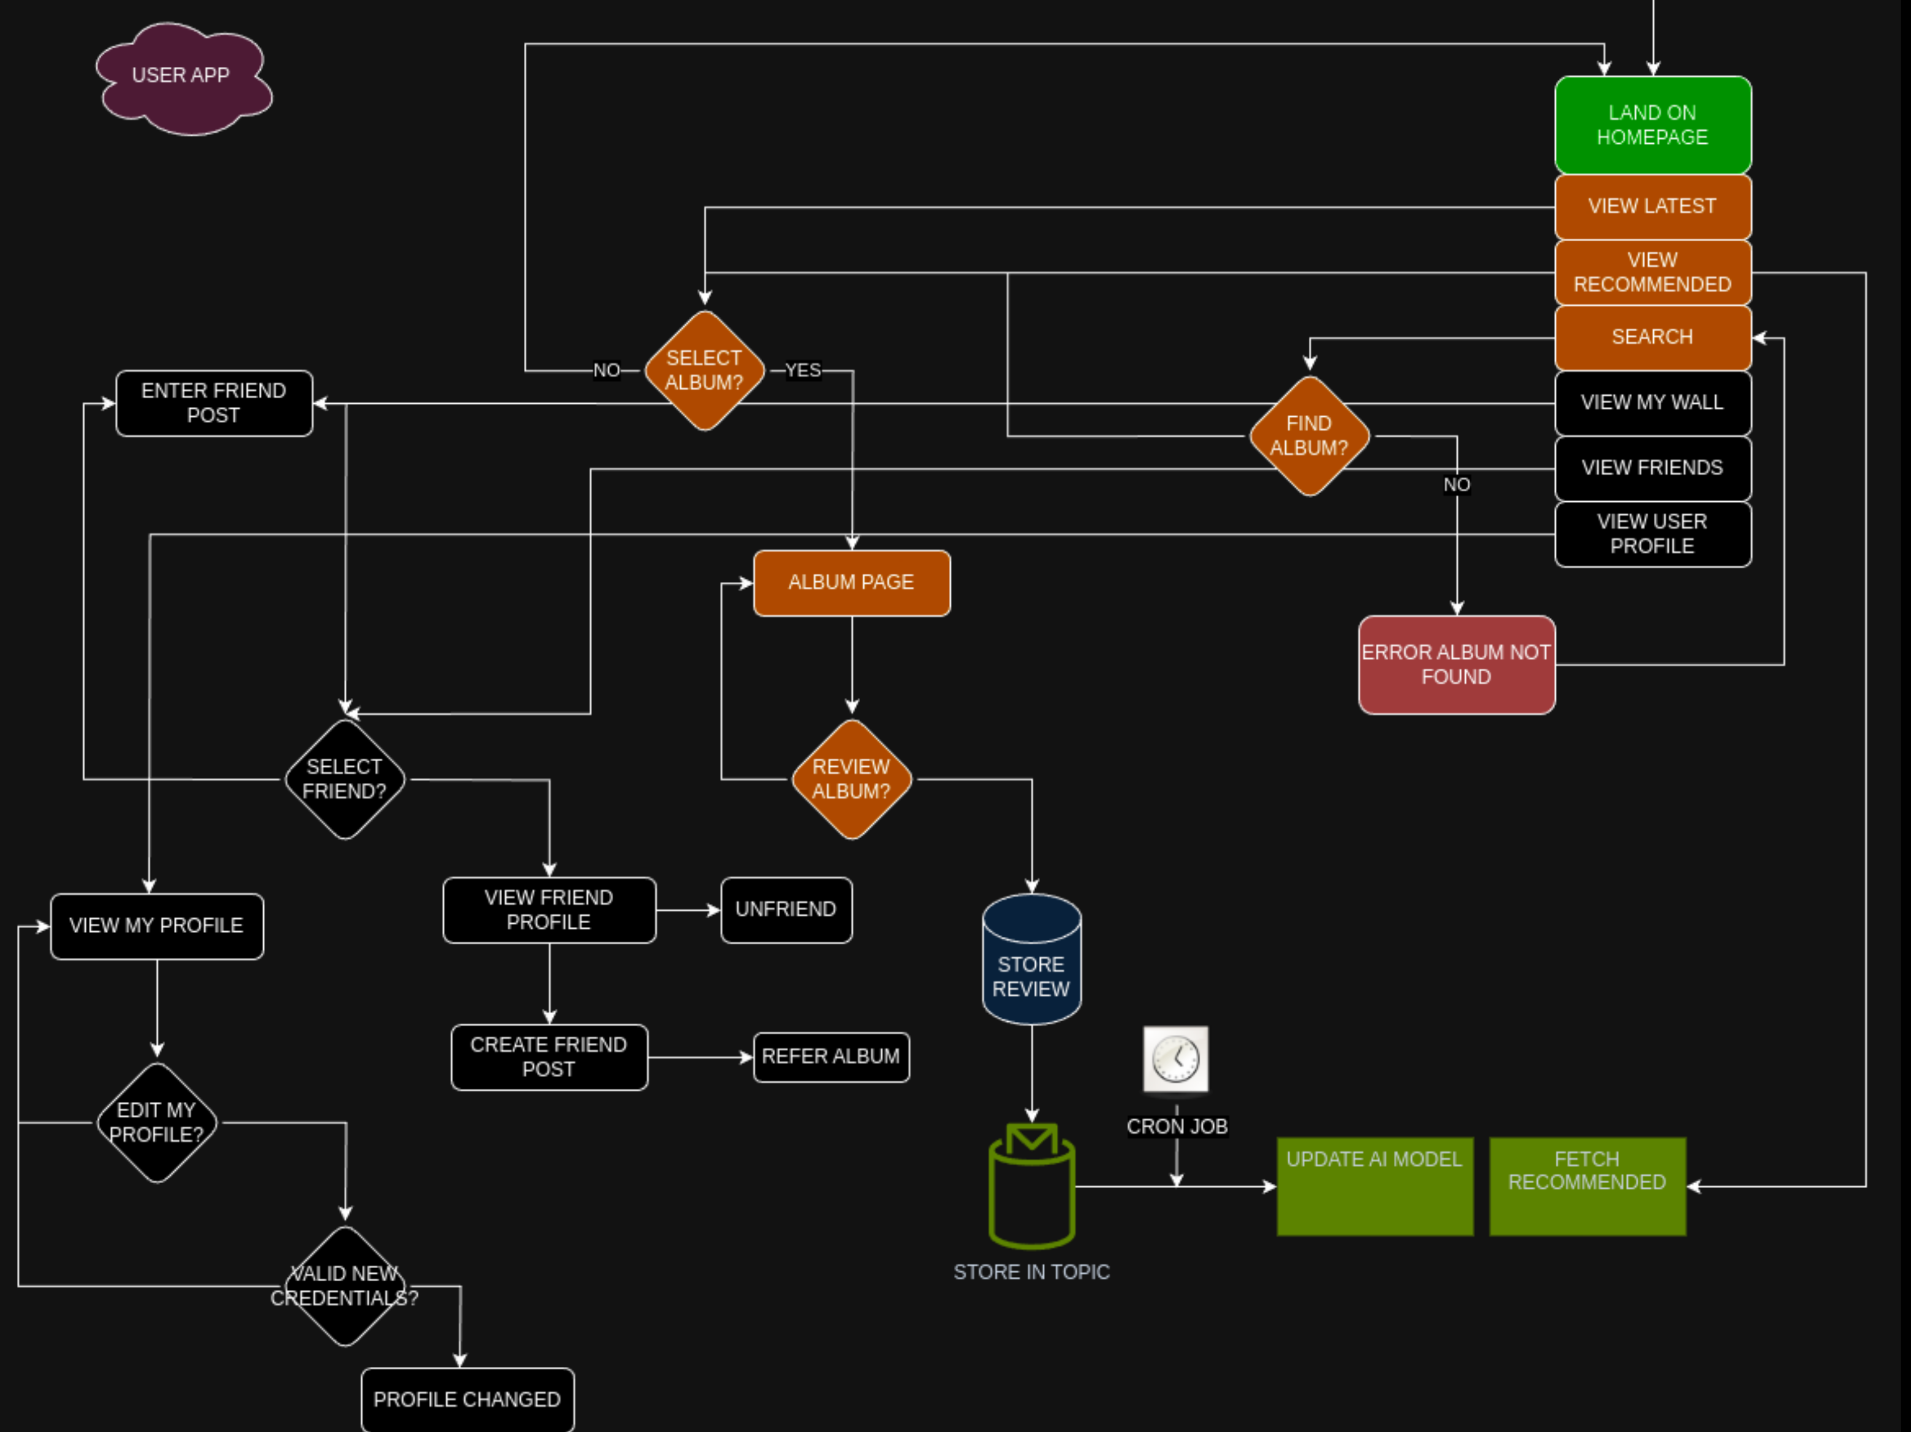 USER APP
LAND ON
HOMEPAGE
VIEW LATEST
VIEW
RECOMMENDED
SEARCH
SELECT
ALBUM?
NO
YES
ENTER FRIEND
POST
VIEW MY WALL
FIND
ALBUM?
VIEW FRIENDS
NO
VIEW USER
PROFILE
ALBUM PAGE
ERROR ALBUM NOT
FOUND
SELECT
FRIEND?
REVIEW
ALBUM?
VIEW MY PROFILE
VIEW FRIEND
PROFILE
UNFRIEND
STORE
REVIEW
CREATE FRIEND
POST
REFER ALBUM
EDIT MY
PROFILE?
CRON JOB
UPDATE AI MODEL
FETCH
RECOMMENDED
STORE IN TOPIC
VALID NEW
CREDENTIALS?
PROFILE CHANGED